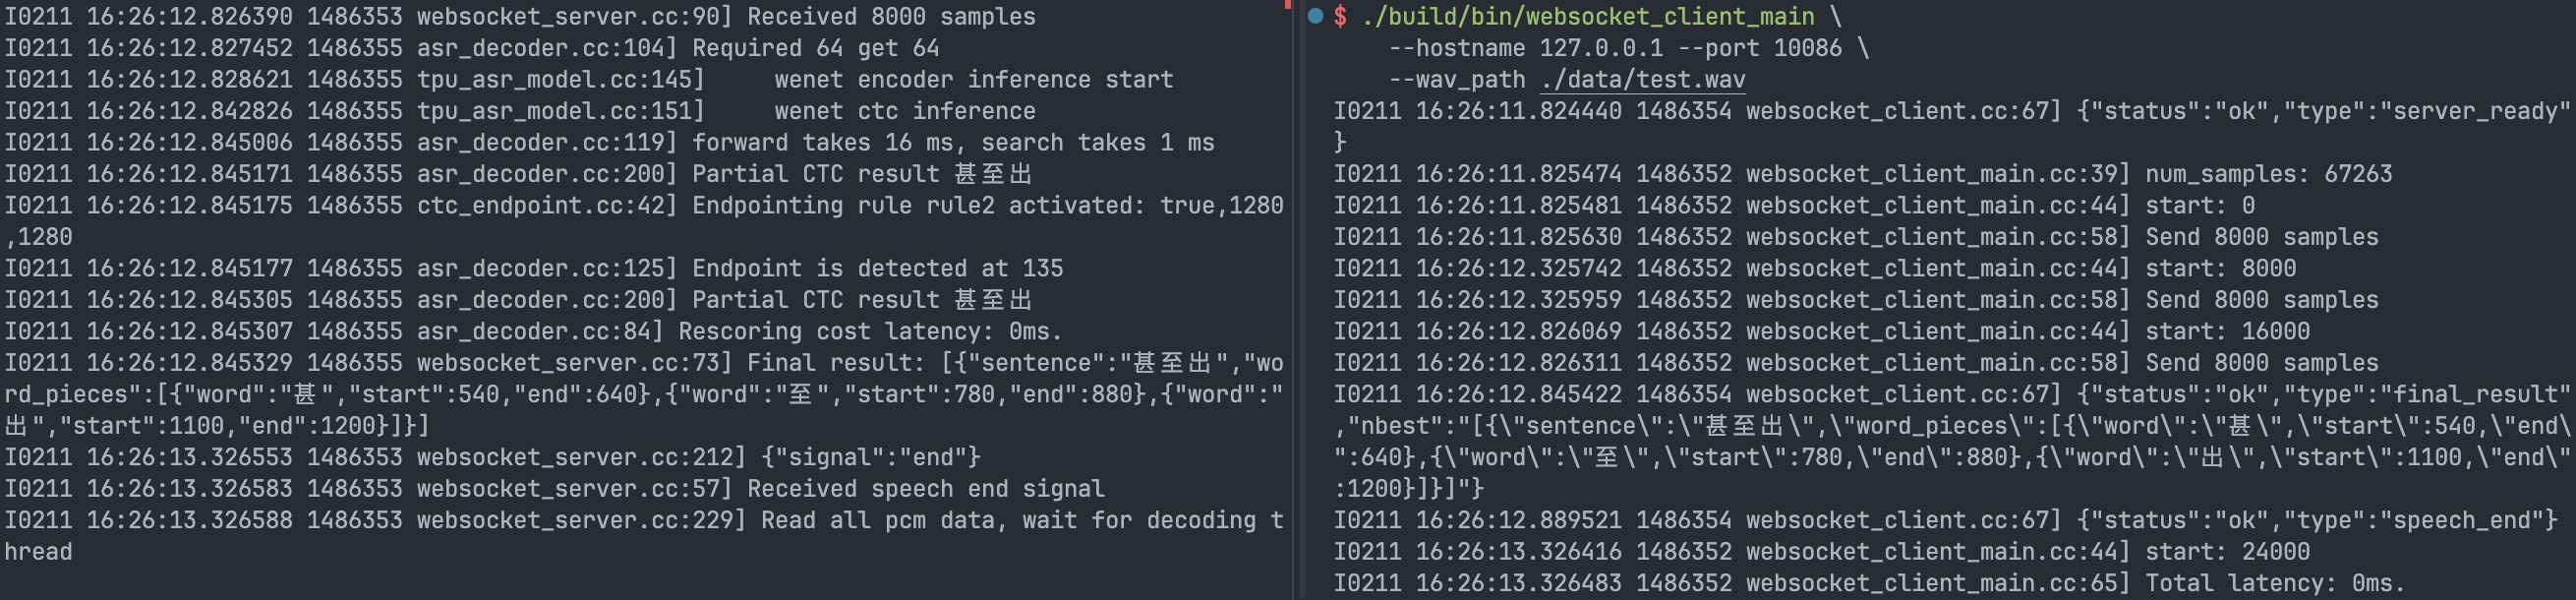 I0211 16:26:12.826390 1486353 websocket_server.cc:90] Received 8000 samples
I0211 16:26:12.827452 1486355 asr_decoder.cc:104] Required 64 get 64
I0211 16:26:12.828621 1486355 tpu_asr_model.cc:145]     wenet encoder inference start
I0211 16:26:12.842826 1486355 tpu_asr_model.cc:151]     wenet ctc inference
I0211 16:26:12.845006 1486355 asr_decoder.cc:119] forward takes 16 ms, search takes 1 ms
I0211 16:26:12.845171 1486355 asr_decoder.cc:200] Partial CTC result 甚至出
I0211 16:26:12.845175 1486355 ctc_endpoint.cc:42] Endpointing rule rule2 activated: true,1280
,1280
I0211 16:26:12.845177 1486355 asr_decoder.cc:125] Endpoint is detected at 135
I0211 16:26:12.845305 1486355 asr_decoder.cc:200] Partial CTC result 甚至出
I0211 16:26:12.845307 1486355 asr_decoder.cc:84] Rescoring cost latency: 0ms.
I0211 16:26:12.845329 1486355 websocket_server.cc:73] Final result: [{"sentence":"甚至出","wo
rd_pieces":[{"word":"甚","start":540,"end":640},{"word":"至","start":780,"end":880},{"word":"
出","start":1100,"end":1200}]}]
I0211 16:26:13.326553 1486353 websocket_server.cc:212] {"signal":"end"}
I0211 16:26:13.326583 1486353 websocket_server.cc:57] Received speech end signal
I0211 16:26:13.326588 1486353 websocket_server.cc:229] Read all pcm data, wait for decoding t
hread
$ ./build/bin/websocket_client_main \
--hostname 127.0.0.1 --port 10086 \
--wav_path ./data/test.wav
I0211 16:26:11.824440 1486354 websocket_client.cc:67] {"status":"ok","type":"server_ready"
}
I0211 16:26:11.825474 1486352 websocket_client_main.cc:39] num_samples: 67263
I0211 16:26:11.825481 1486352 websocket_client_main.cc:44] start: 0
I0211 16:26:11.825630 1486352 websocket_client_main.cc:58] Send 8000 samples
I0211 16:26:12.325742 1486352 websocket_client_main.cc:44] start: 8000
I0211 16:26:12.325959 1486352 websocket_client_main.cc:58] Send 8000 samples
I0211 16:26:12.826069 1486352 websocket_client_main.cc:44] start: 16000
I0211 16:26:12.826311 1486352 websocket_client_main.cc:58] Send 8000 samples
I0211 16:26:12.845422 1486354 websocket_client.cc:67] {"status":"ok","type":"final_result"
,"nbest":"[{\"sentence\":\"甚至出\",\"word_pieces\":[{\"word\":\"甚\",\"start\":540,\"end\
":640},{\"word\":\"至\",\"start\":780,\"end\":880},{\"word\":\"出\",\"start\":1100,\"end\"
:1200}]}]"}
I0211 16:26:12.889521 1486354 websocket_client.cc:67] {"status":"ok","type":"speech_end"}
I0211 16:26:13.326416 1486352 websocket_client_main.cc:44] start: 24000
I0211 16:26:13.326483 1486352 websocket_client_main.cc:65] Total latency: 0ms.